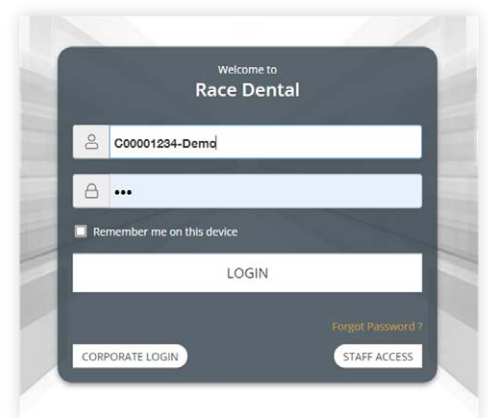 Welcome to
Race Dental
C00001234-Demo
•••
Remember me on this device
LOGIN
Forgot Password ?
CORPORATE LOGIN
STAFF ACCESS